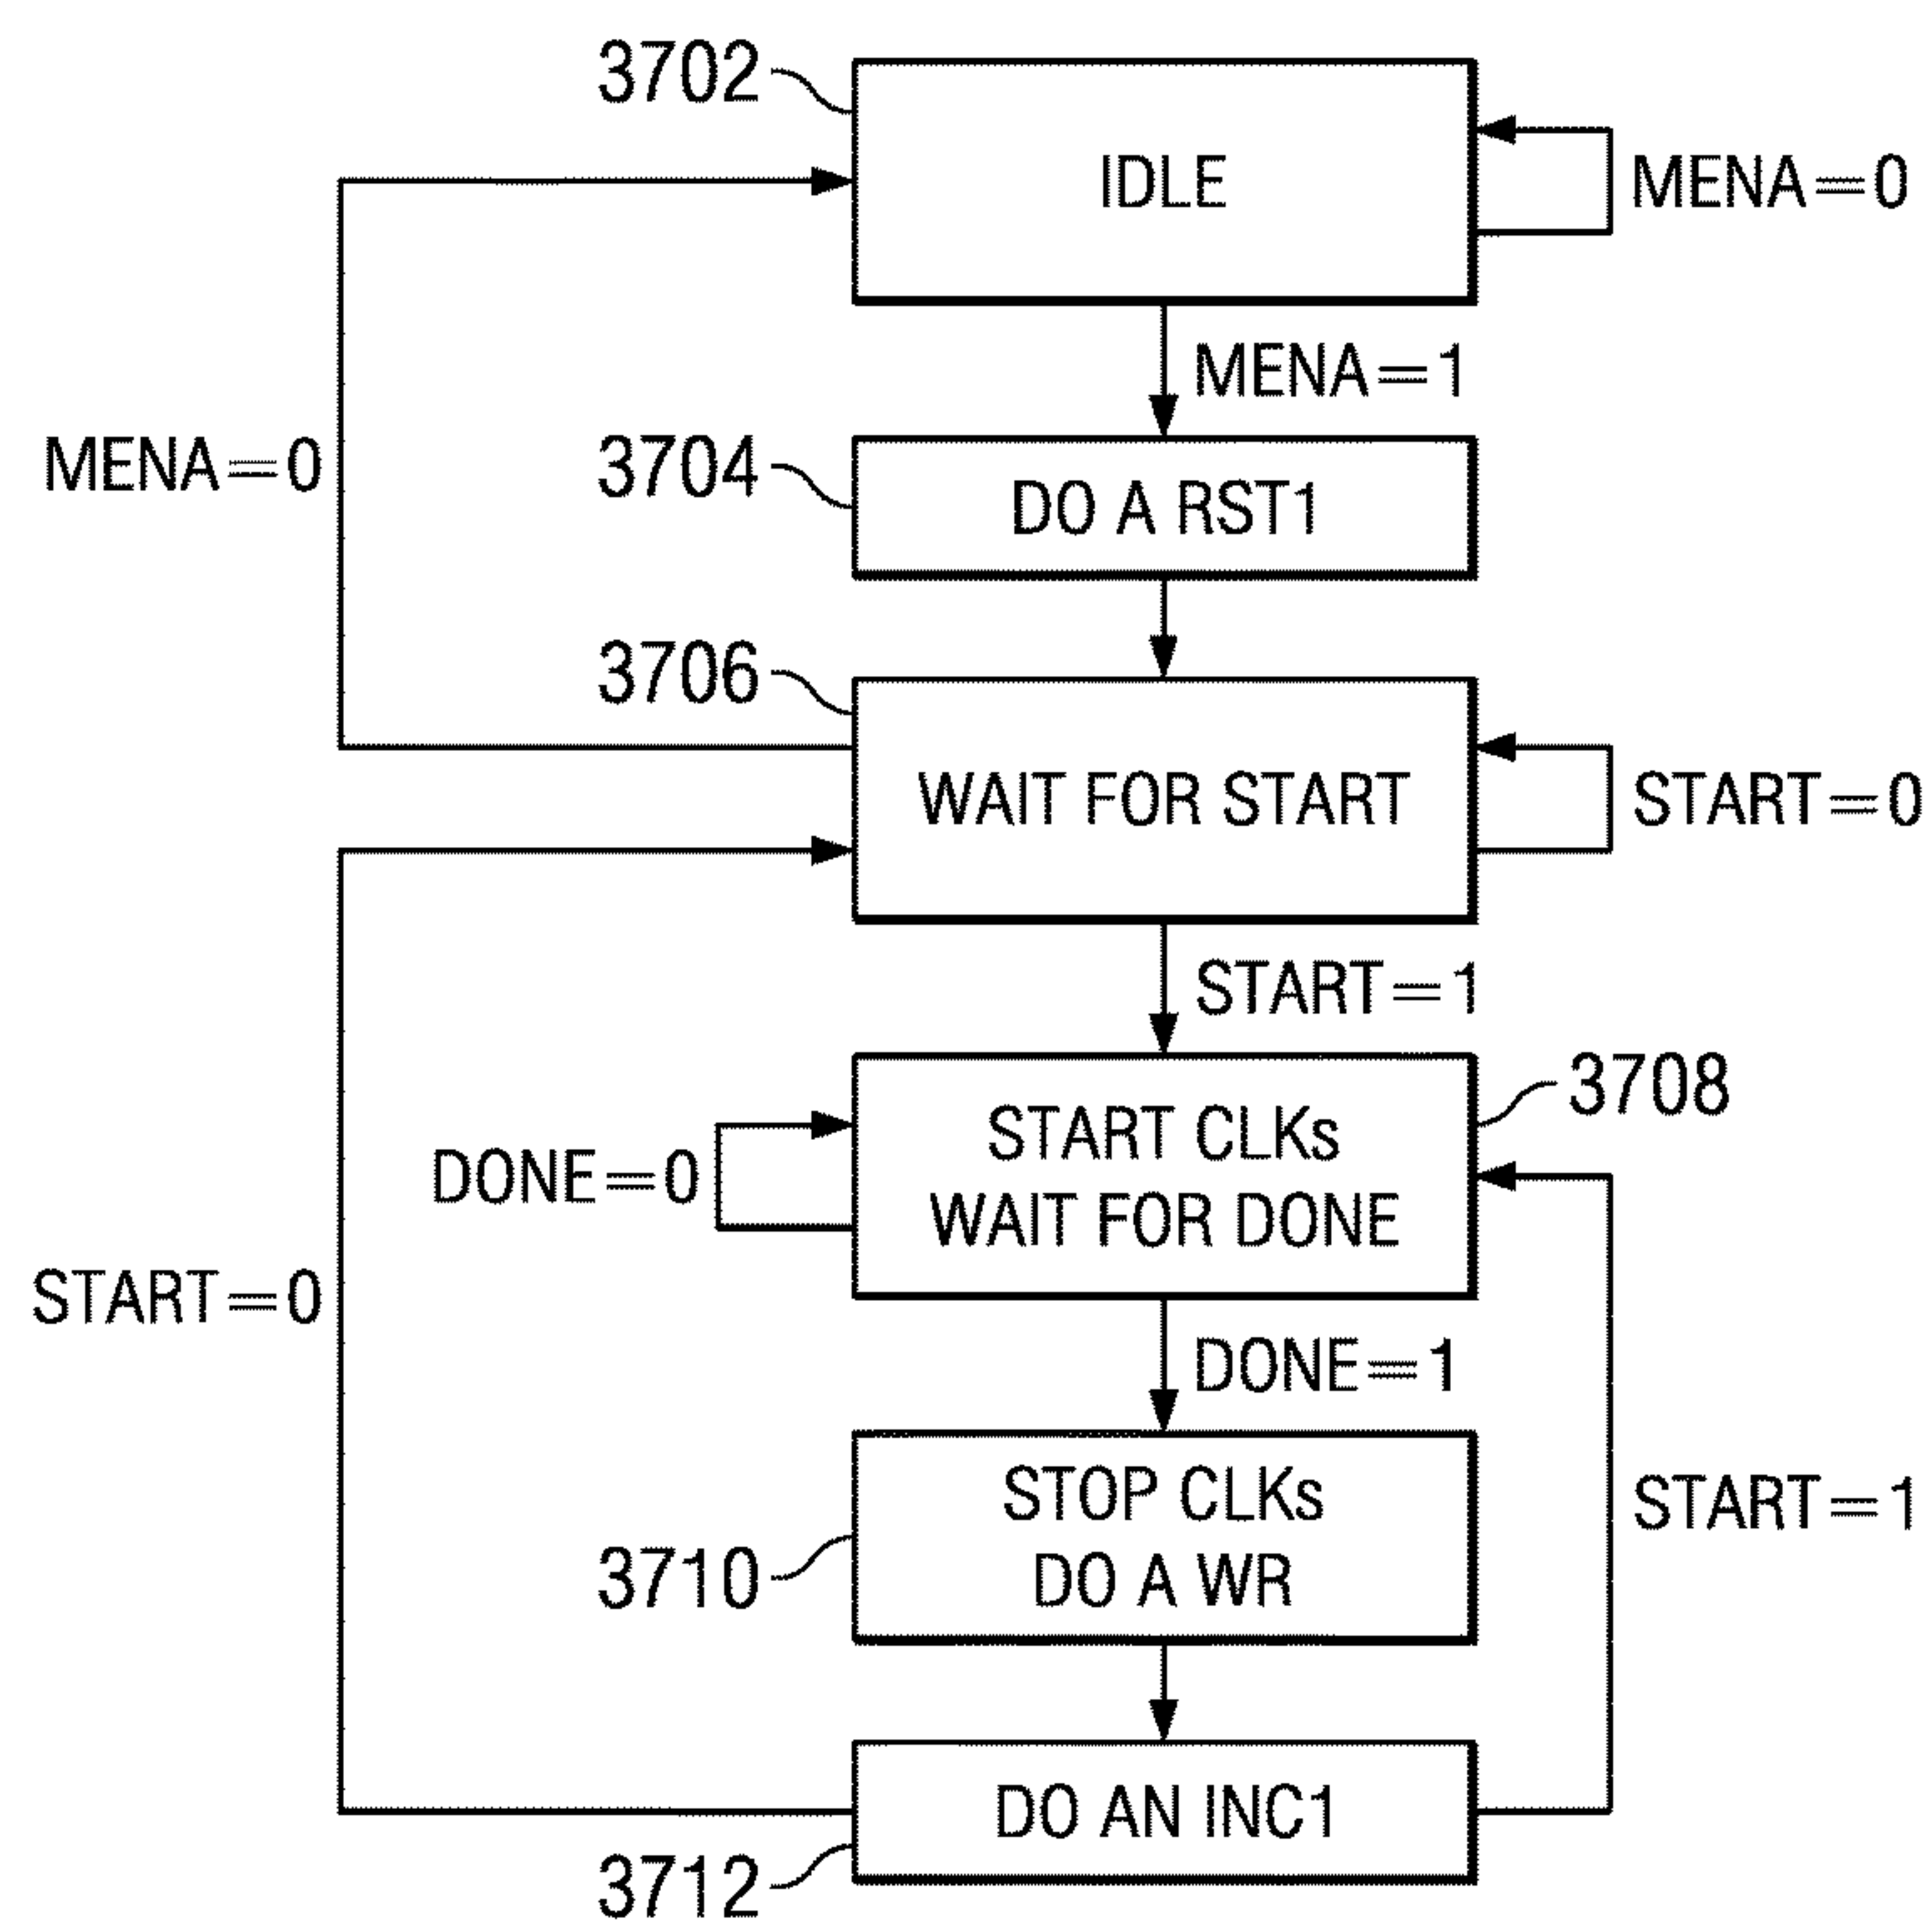 3702
IDLE
MENA=0
MENA=1
MENA=0
3704
DO A RST1
3706
WAIT FOR START
START=0
START=1
3708
START CLKs
DONE=0
WAIT FOR DONE
START=0
DONE=1
STOP CLKs
START=1
3710
DO A WR
DO AN INC1
3712